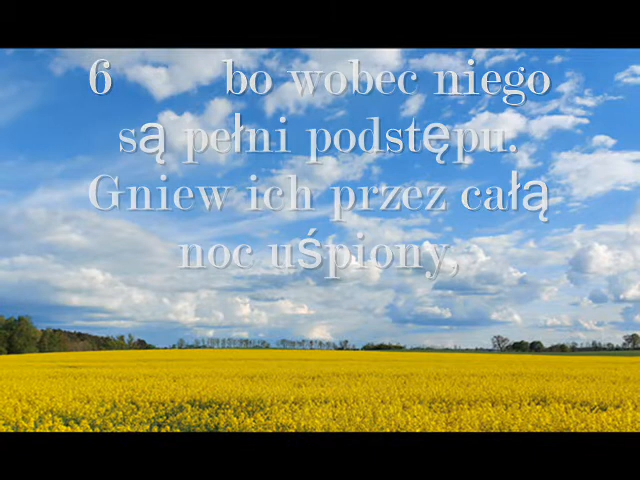 6 bo wobec niego
są pełni podstępu.
Gniew ich przez całą
noc uśpiony,